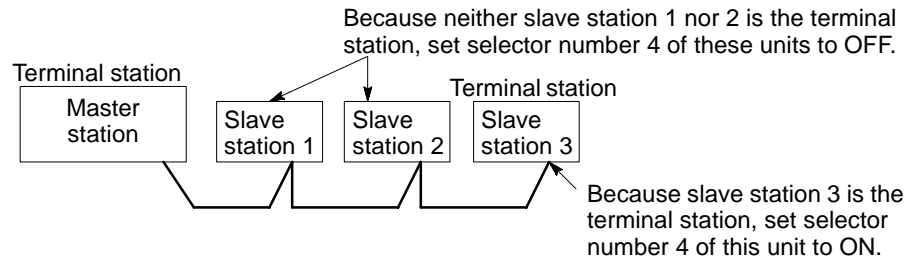 Because neither slave station 1 nor 2 is the terminal
station, set selector number 4 of these units to OFF.
Terminal station
Terminal station
Master
station
Slave
station 1
Slave
station 2
Slave
station 3
Because slave station 3 is the
terminal station, set selector
number 4 of this unit to ON.